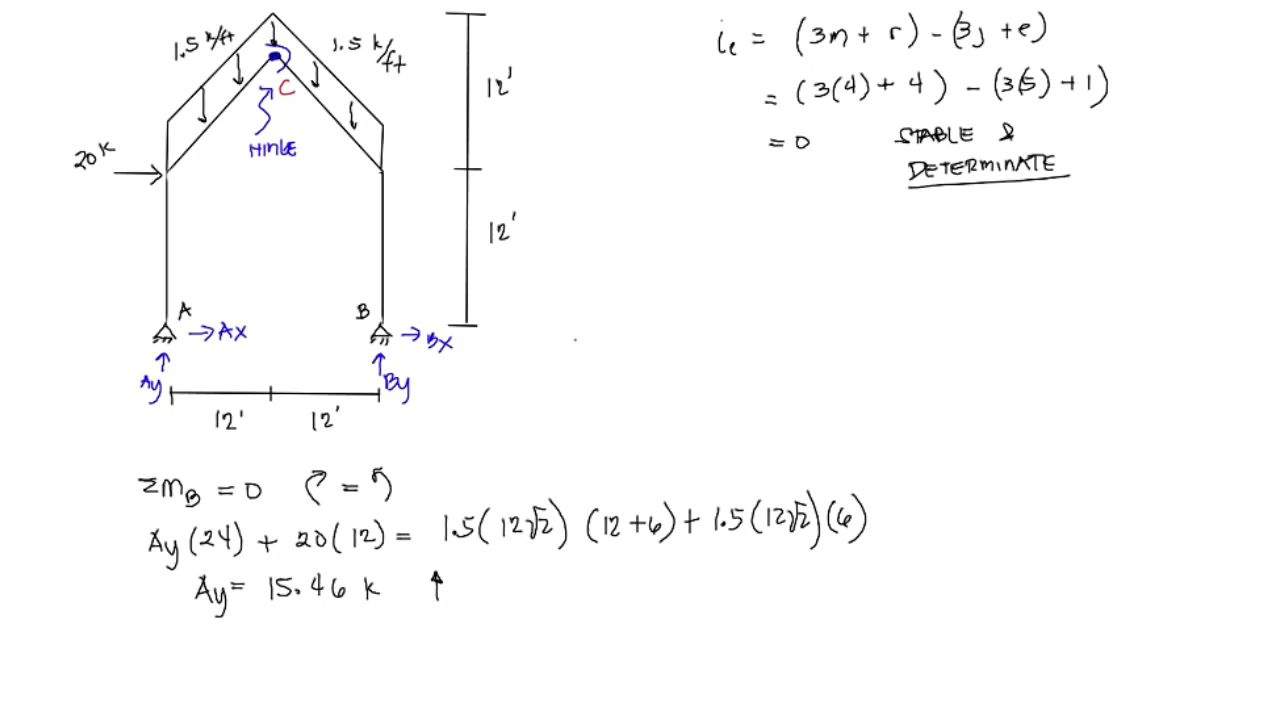 1.5 k/ft
1.5 k/ft
C
HINGE
20 K
12'
12'
A
B
→ Ax
→ Bx
Ay
By
12'
12'
ie = (3m + r) - (3j + e)
= (3(4) + 4) - (3(5) + 1)
= 0 STABLE &
DETERMINATE
ΣmB = 0 (↷ = ↶)
Ay(24) + 20(12) = 1.5(12√2)(12+6) + 1.5(12√2)(6)
Ay = 15.46 k ↑